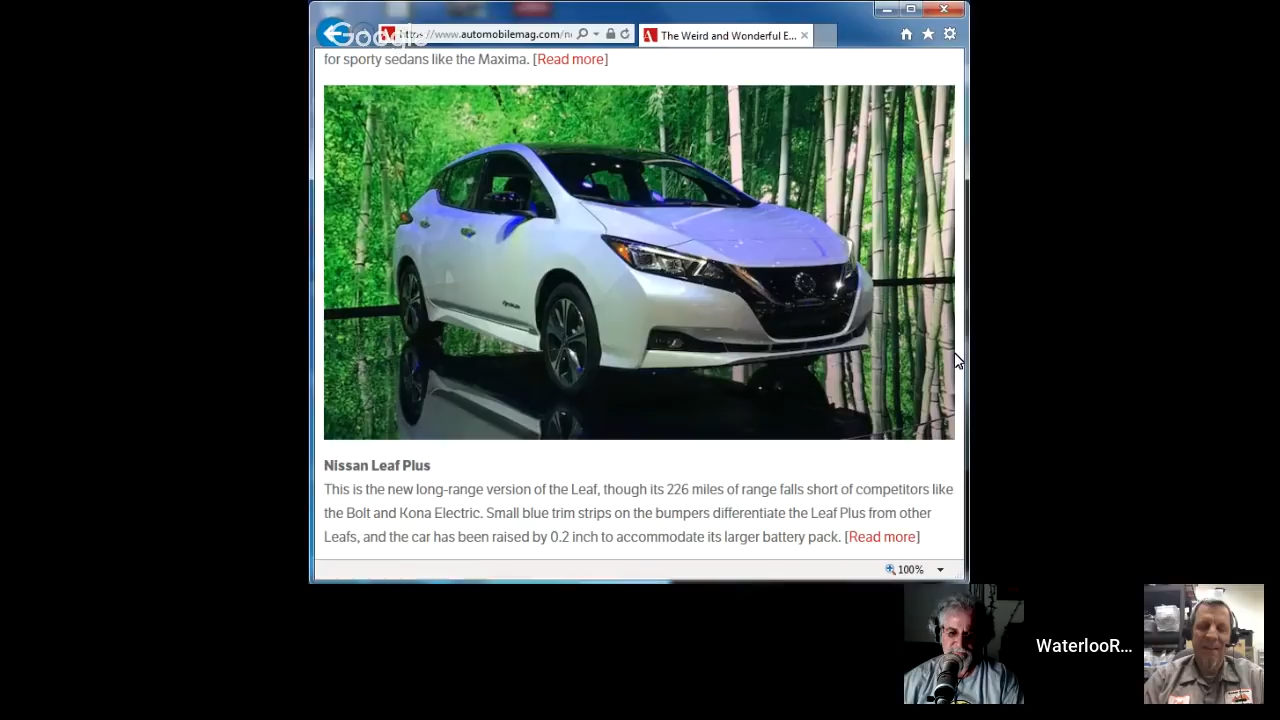 Google
https://www.automobilemag.com/n
The Weird and Wonderful E...
for sporty sedans like the Maxima. [Read more]
Nissan Leaf Plus
This is the new long-range version of the Leaf, though its 226 miles of range falls short of competitors like
the Bolt and Kona Electric. Small blue trim strips on the bumpers differentiate the Leaf Plus from other
Leafs, and the car has been raised by 0.2 inch to accommodate its larger battery pack. [Read more]
100%
WaterlooR...